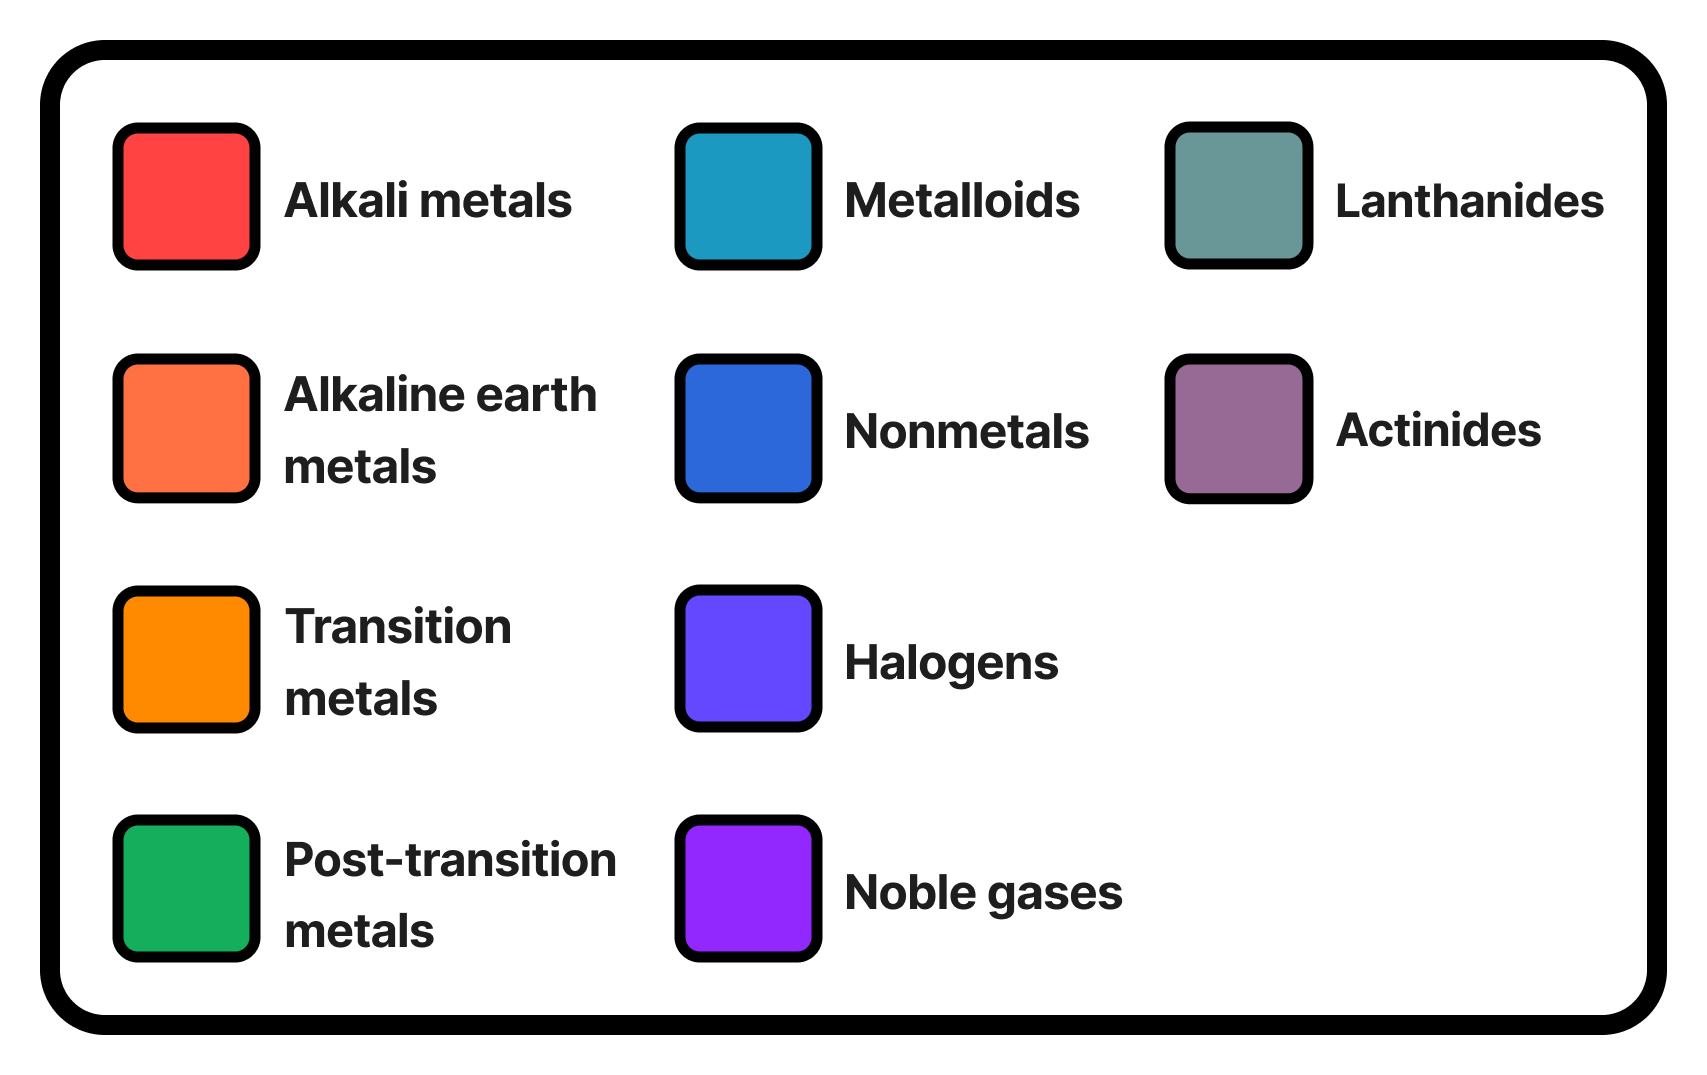 Alkali metals
Alkaline earth
metals
Transition
metals
Post-transition
metals
Metalloids
Nonmetals
Halogens
Noble gases
Lanthanides
Actinides